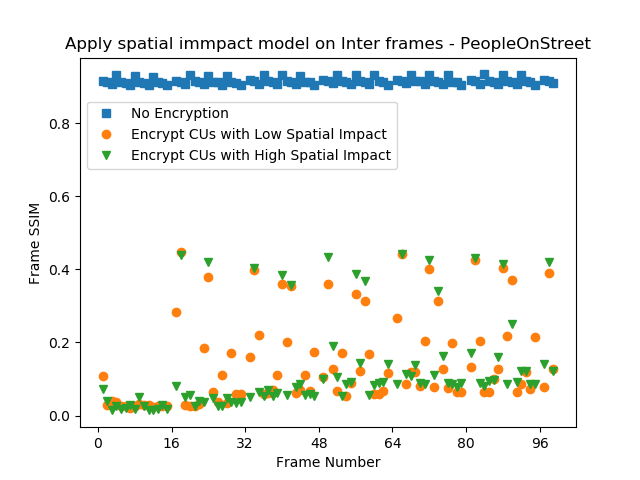 Apply spatial immpact model on Inter frames - PeopleOnStreet
No Encryption
Encrypt CUs with Low Spatial Impact
Encrypt CUs with High Spatial Impact
0.8
0.6
0.4
0.2
0.0
Frame SSIM
0 16 32 48 64 80 96
Frame Number